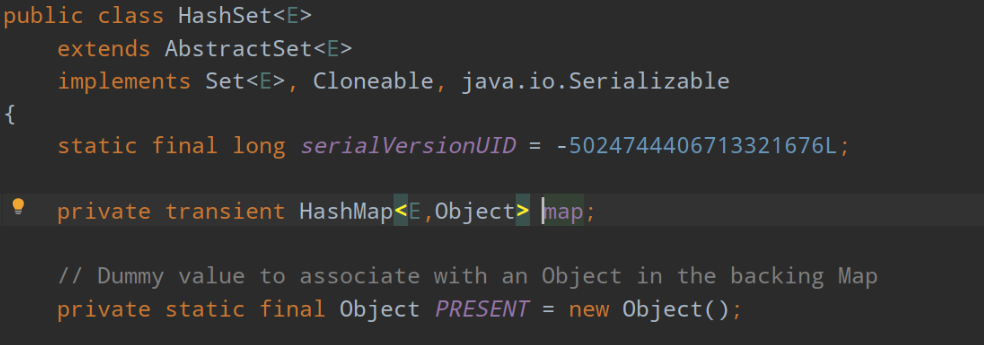 public class HashSet<E>
extends AbstractSet<E>
implements Set<E>, Cloneable, java.io.Serializable
{
static final long serialVersionUID = -5024744406713321676L;
private transient HashMap<E,Object> map;
// Dummy value to associate with an Object in the backing Map
private static final Object PRESENT = new Object();